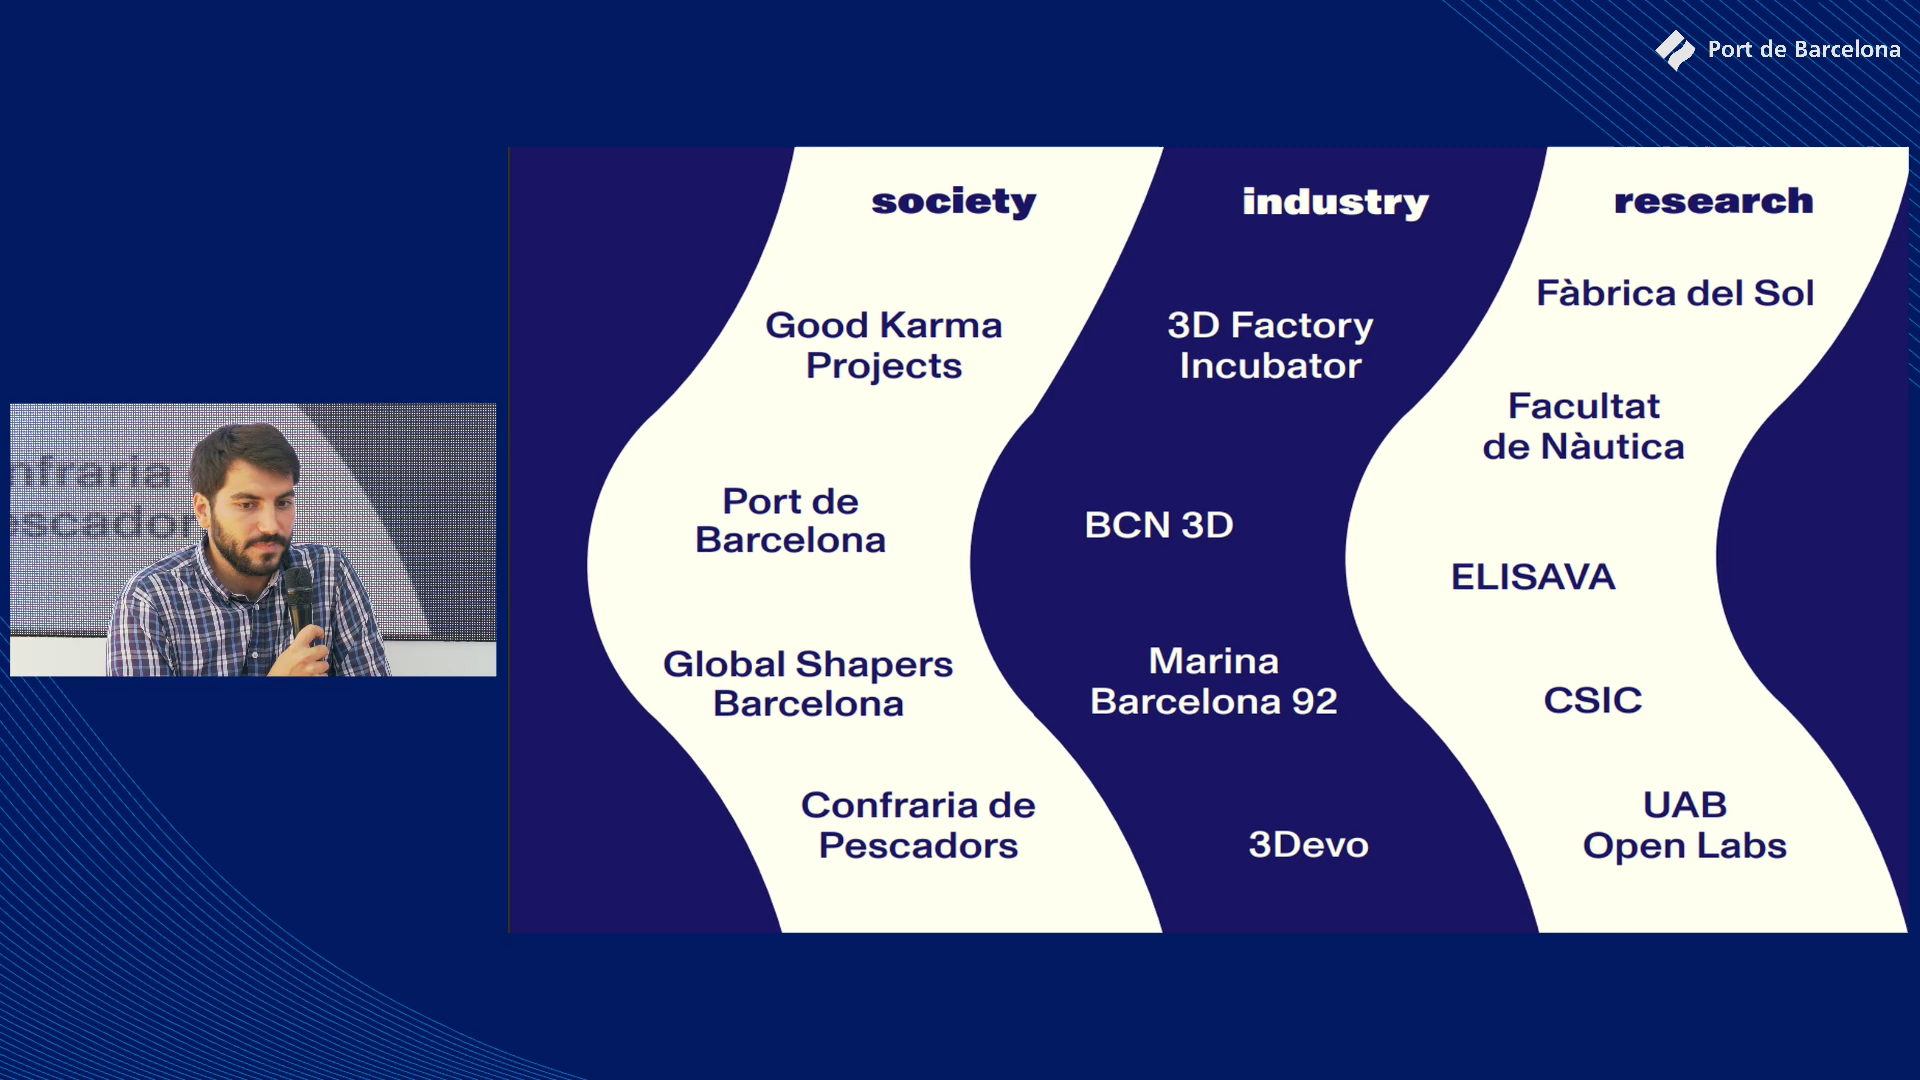 Port de Barcelona
society
Good Karma
Projects
Port de
Barcelona
Global Shapers
Barcelona
Confraria de
Pescadors
industry
3D Factory
Incubator
BCN 3D
Marina
Barcelona 92
3Devo
research
Fàbrica del Sol
Facultat
de Nàutica
ELISAVA
CSIC
UAB
Open Labs
nfraria
escador